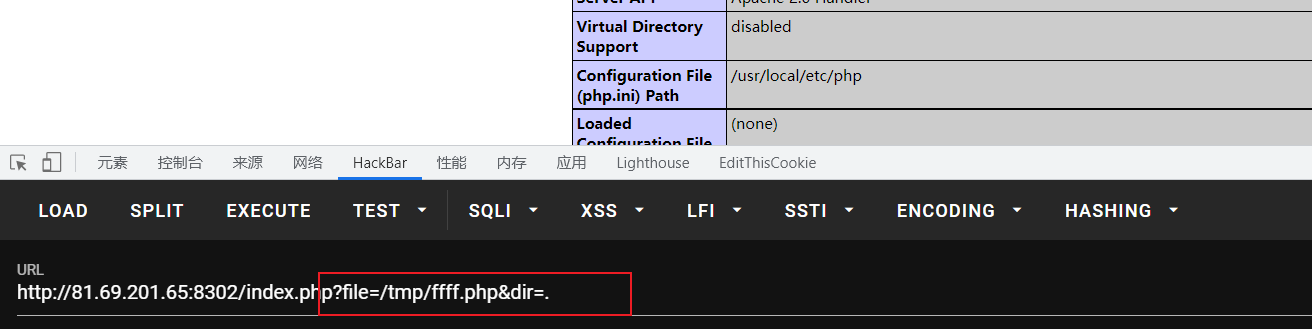 Server API Apache 2.0 Handler
Virtual Directory Support disabled
Configuration File (php.ini) Path /usr/local/etc/php
Loaded Configuration File (none)
元素 控制台 来源 网络 HackBar 性能 内存 应用 Lighthouse EditThisCookie
LOAD SPLIT EXECUTE TEST SQLI XSS LFI SSTI ENCODING HASHING
URL
http://81.69.201.65:8302/index.php?file=/tmp/ffff.php&dir=.